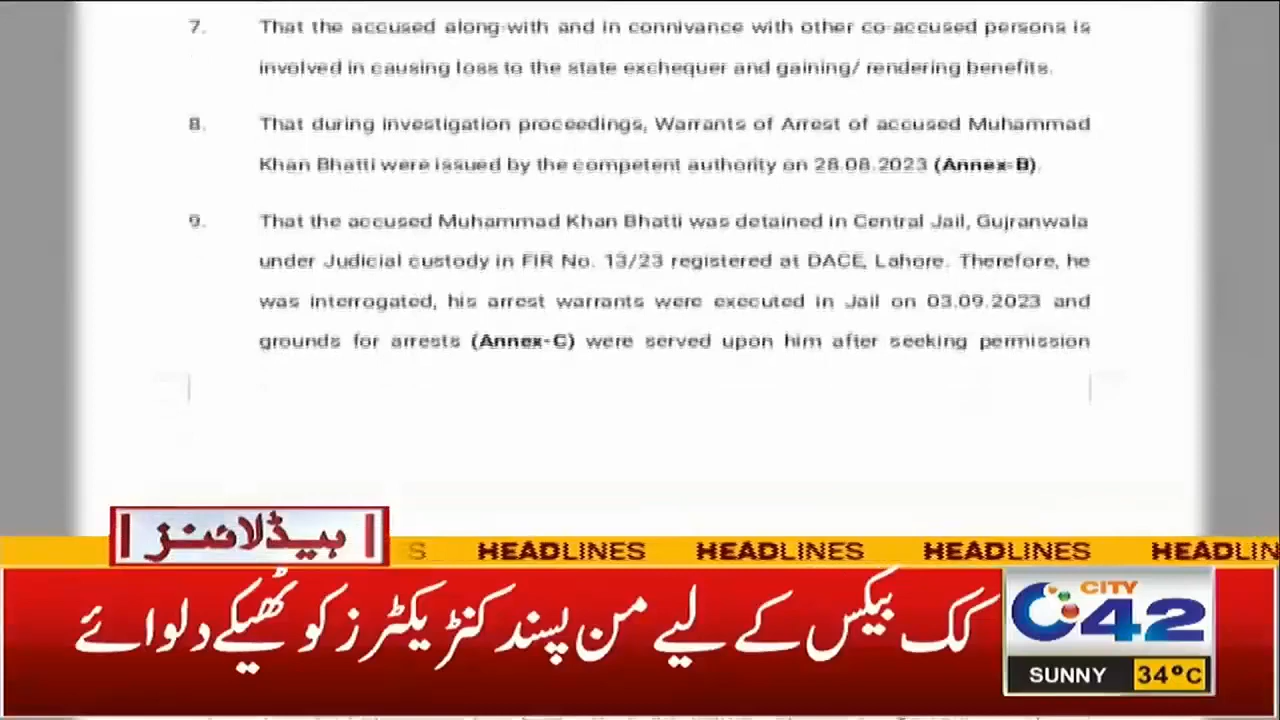 7. That the accused along-with and in connivance with other co-accused persons is
involved in causing loss to the state exchequer and gaining/ rendering benefits.
8. That during investigation proceedings, Warrants of Arrest of accused Muhammad
Khan Bhatti were issued by the competent authority on 28.08.2023 (Annex-B).
9. That the accused Muhammad Khan Bhatti was detained in Central Jail, Gujranwala
under Judicial custody in FIR No. 13/23 registered at DACE, Lahore. Therefore, he
was interrogated, his arrest warrants were executed in Jail on 03.09.2023 and
grounds for arrests (Annex-C) were served upon him after seeking permission
ہیڈلائنز
S HEADLINES HEADLINES HEADLINES HEADLIN
کک بیکس کے لیے من پسند کنٹریکٹرز کو ٹھیکے دلوائے
CITY
42
SUNNY 34°C